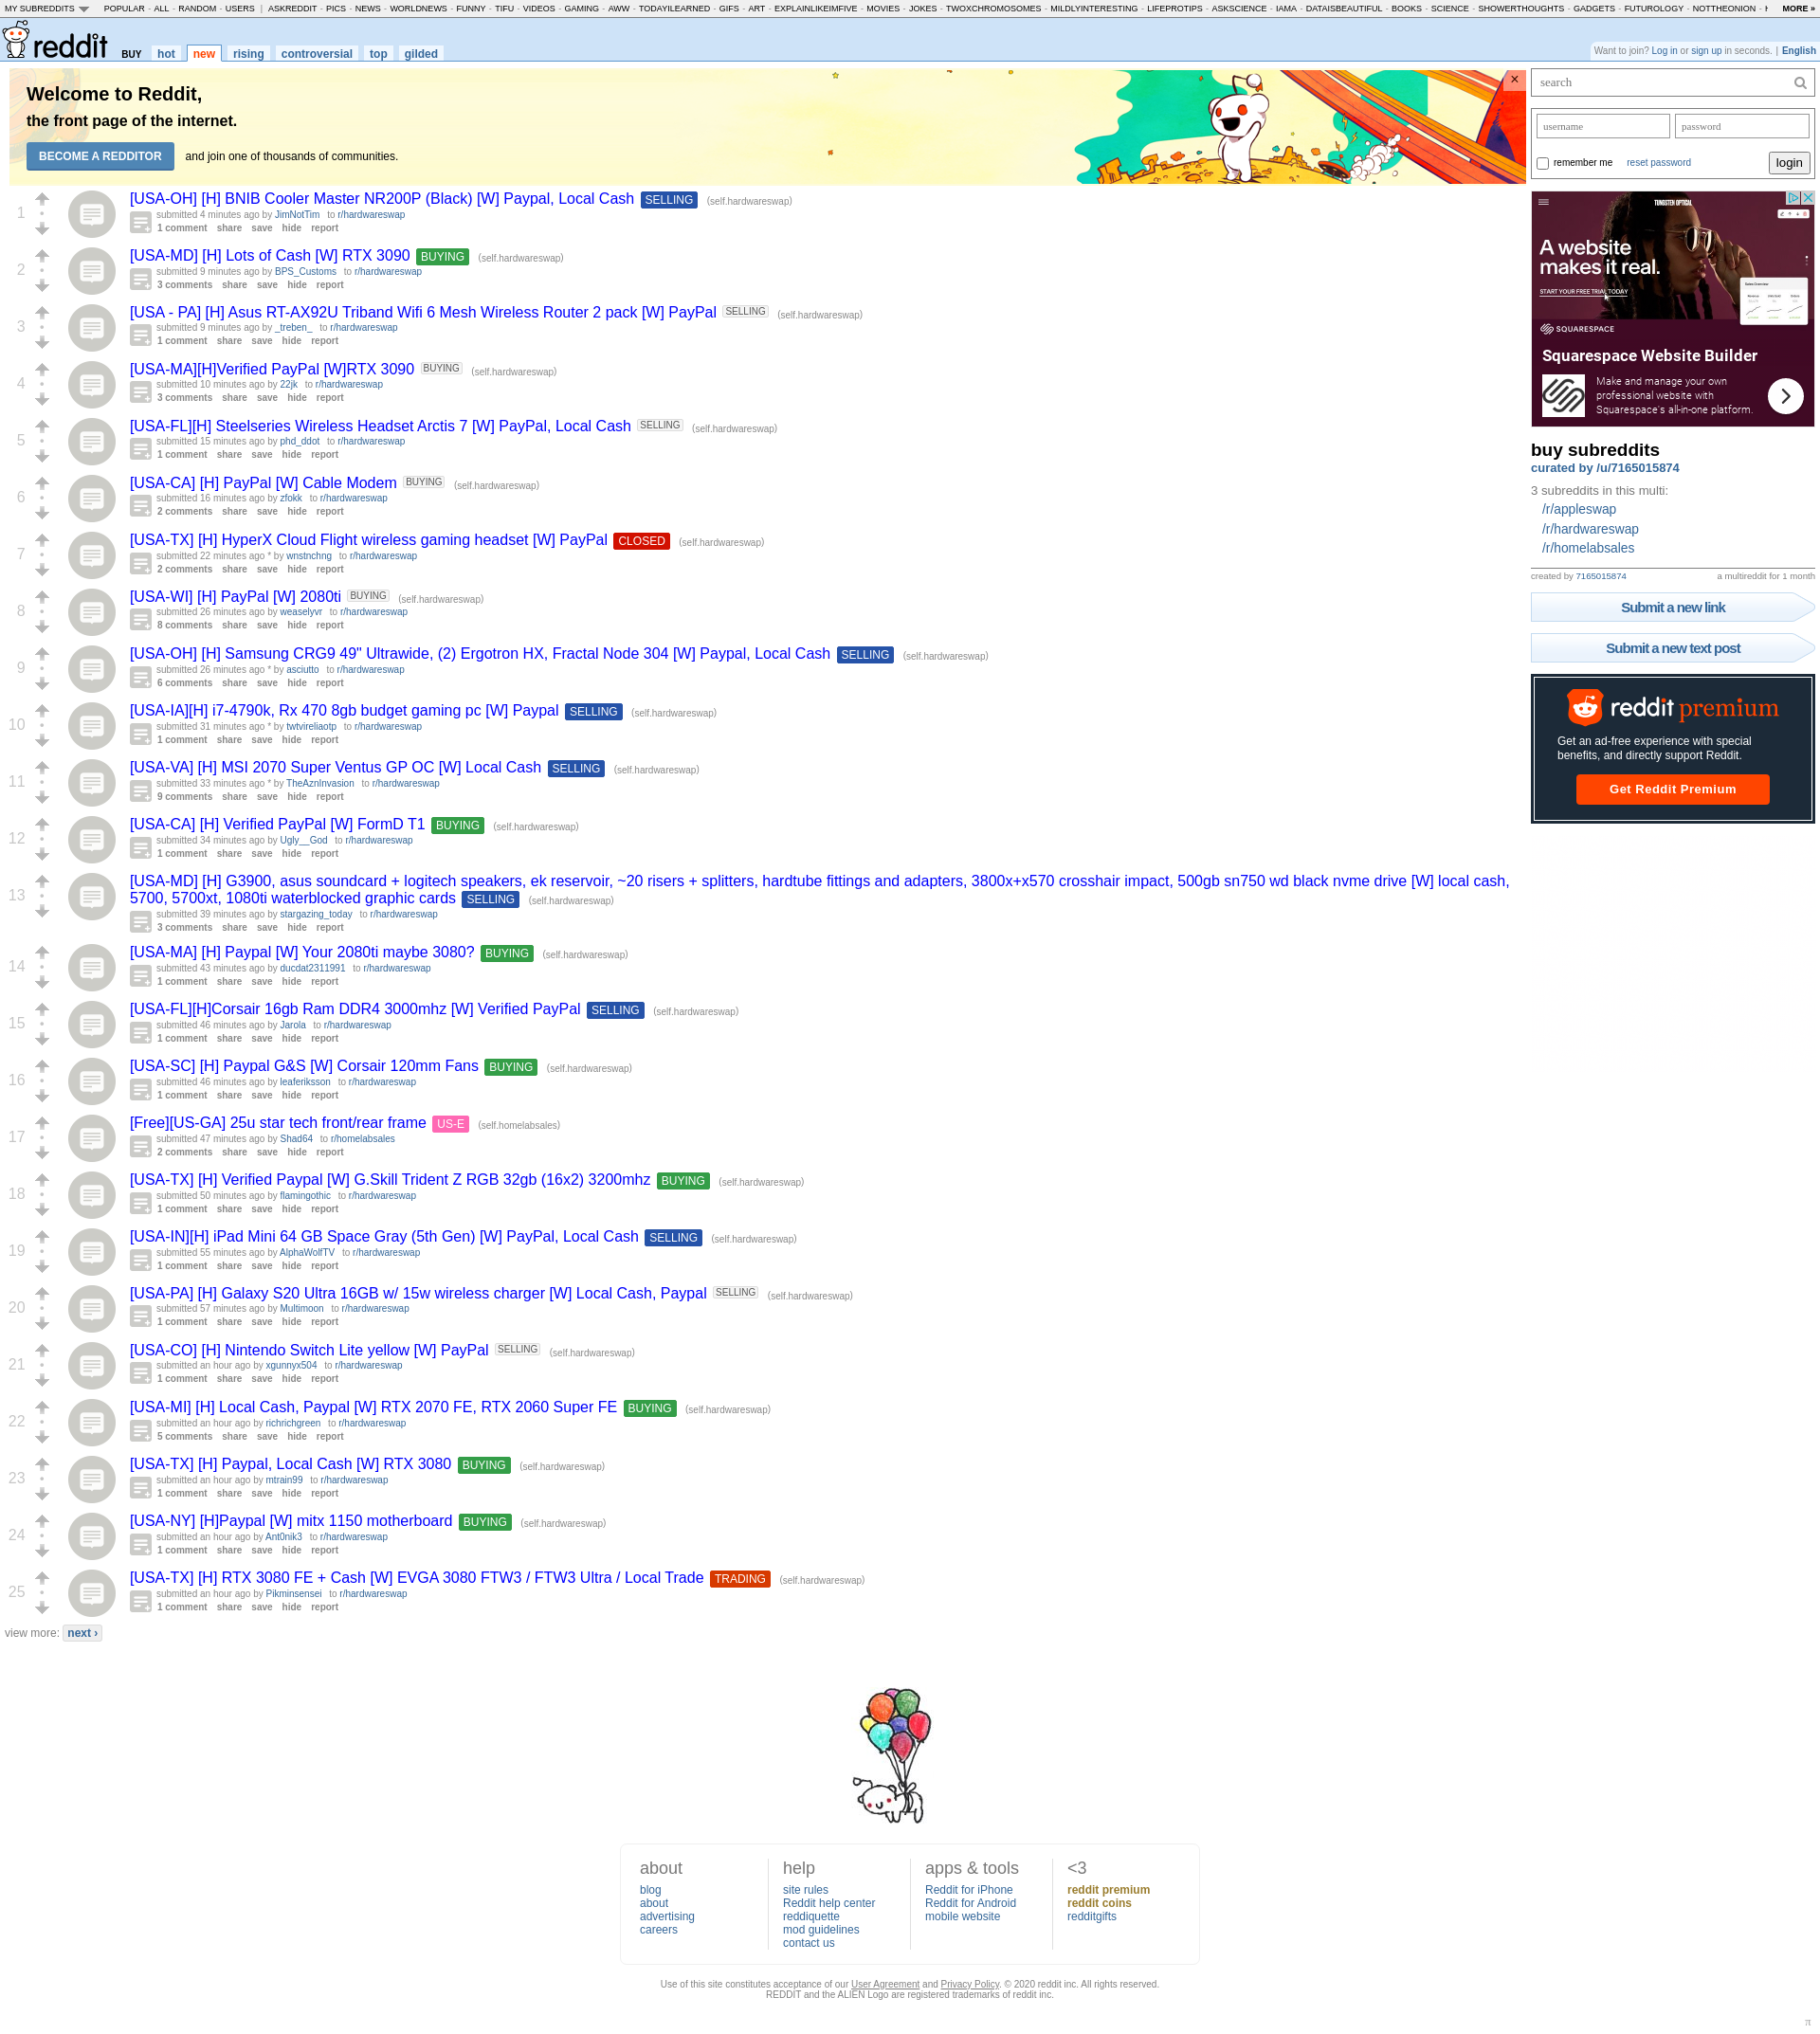 MY SUBREDDITS POPULAR - ALL - RANDOM - USERS | ASKREDDIT - PICS - NEWS - WORLDNEWS - FUNNY - TIFU - VIDEOS - GAMING - AWW - TODAYILEARNED - GIFS - ART - EXPLAINLIKEIMFIVE - MOVIES - JOKES - TWOXCHROMOSOMES - MILDLYINTERESTING - LIFEPROTIPS - ASKSCIENCE - IAMA - DATAISBEAUTIFUL - BOOKS - SCIENCE - SHOWERTHOUGHTS - GADGETS - FUTUROLOGY - NOTTHEONION - MORE »
reddit BUY hot new rising controversial top gilded
Want to join? Log in or sign up in seconds. | English
Welcome to Reddit,
the front page of the internet.
BECOME A REDDITOR and join one of thousands of communities.
×
1
[USA-OH] [H] BNIB Cooler Master NR200P (Black) [W] Paypal, Local Cash SELLING (self.hardwareswap)
submitted 4 minutes ago by JimNotTim to r/hardwareswap
1 comment share save hide report
2
[USA-MD] [H] Lots of Cash [W] RTX 3090 BUYING (self.hardwareswap)
submitted 9 minutes ago by BPS_Customs to r/hardwareswap
3 comments share save hide report
3
[USA - PA] [H] Asus RT-AX92U Triband Wifi 6 Mesh Wireless Router 2 pack [W] PayPal SELLING (self.hardwareswap)
submitted 9 minutes ago by _treben_ to r/hardwareswap
1 comment share save hide report
4
[USA-MA][H]Verified PayPal [W]RTX 3090 BUYING (self.hardwareswap)
submitted 10 minutes ago by 22jk to r/hardwareswap
3 comments share save hide report
5
[USA-FL][H] Steelseries Wireless Headset Arctis 7 [W] PayPal, Local Cash SELLING (self.hardwareswap)
submitted 15 minutes ago by phd_ddot to r/hardwareswap
1 comment share save hide report
6
[USA-CA] [H] PayPal [W] Cable Modem BUYING (self.hardwareswap)
submitted 16 minutes ago by zfokk to r/hardwareswap
2 comments share save hide report
7
[USA-TX] [H] HyperX Cloud Flight wireless gaming headset [W] PayPal CLOSED (self.hardwareswap)
submitted 22 minutes ago * by wnstnchng to r/hardwareswap
2 comments share save hide report
8
[USA-WI] [H] PayPal [W] 2080ti BUYING (self.hardwareswap)
submitted 26 minutes ago by weaselyvr to r/hardwareswap
8 comments share save hide report
9
[USA-OH] [H] Samsung CRG9 49" Ultrawide, (2) Ergotron HX, Fractal Node 304 [W] Paypal, Local Cash SELLING (self.hardwareswap)
submitted 26 minutes ago * by asciutto to r/hardwareswap
6 comments share save hide report
10
[USA-IA][H] i7-4790k, Rx 470 8gb budget gaming pc [W] Paypal SELLING (self.hardwareswap)
submitted 31 minutes ago * by twtvireliaotp to r/hardwareswap
1 comment share save hide report
11
[USA-VA] [H] MSI 2070 Super Ventus GP OC [W] Local Cash SELLING (self.hardwareswap)
submitted 33 minutes ago * by TheAznInvasion to r/hardwareswap
9 comments share save hide report
12
[USA-CA] [H] Verified PayPal [W] FormD T1 BUYING (self.hardwareswap)
submitted 34 minutes ago by Ugly__God to r/hardwareswap
1 comment share save hide report
13
[USA-MD] [H] G3900, asus soundcard + logitech speakers, ek reservoir, ~20 risers + splitters, hardtube fittings and adapters, 3800x+x570 crosshair impact, 500gb sn750 wd black nvme drive [W] local cash,
5700, 5700xt, 1080ti waterblocked graphic cards SELLING (self.hardwareswap)
submitted 39 minutes ago by stargazing_today to r/hardwareswap
3 comments share save hide report
14
[USA-MA] [H] Paypal [W] Your 2080ti maybe 3080? BUYING (self.hardwareswap)
submitted 43 minutes ago by ducdat2311991 to r/hardwareswap
1 comment share save hide report
15
[USA-FL][H]Corsair 16gb Ram DDR4 3000mhz [W] Verified PayPal SELLING (self.hardwareswap)
submitted 46 minutes ago by Jarola to r/hardwareswap
1 comment share save hide report
16
[USA-SC] [H] Paypal G&S [W] Corsair 120mm Fans BUYING (self.hardwareswap)
submitted 46 minutes ago by leaferiksson to r/hardwareswap
1 comment share save hide report
17
[Free][US-GA] 25u star tech front/rear frame US-E (self.homelabsales)
submitted 47 minutes ago by Shad64 to r/homelabsales
2 comments share save hide report
18
[USA-TX] [H] Verified Paypal [W] G.Skill Trident Z RGB 32gb (16x2) 3200mhz BUYING (self.hardwareswap)
submitted 50 minutes ago by flamingothic to r/hardwareswap
1 comment share save hide report
19
[USA-IN][H] iPad Mini 64 GB Space Gray (5th Gen) [W] PayPal, Local Cash SELLING (self.hardwareswap)
submitted 55 minutes ago by AlphaWolfTV to r/hardwareswap
1 comment share save hide report
20
[USA-PA] [H] Galaxy S20 Ultra 16GB w/ 15w wireless charger [W] Local Cash, Paypal SELLING (self.hardwareswap)
submitted 57 minutes ago by Multimoon to r/hardwareswap
1 comment share save hide report
21
[USA-CO] [H] Nintendo Switch Lite yellow [W] PayPal SELLING (self.hardwareswap)
submitted an hour ago by xgunnyx504 to r/hardwareswap
1 comment share save hide report
22
[USA-MI] [H] Local Cash, Paypal [W] RTX 2070 FE, RTX 2060 Super FE BUYING (self.hardwareswap)
submitted an hour ago by richrichgreen to r/hardwareswap
5 comments share save hide report
23
[USA-TX] [H] Paypal, Local Cash [W] RTX 3080 BUYING (self.hardwareswap)
submitted an hour ago by mtrain99 to r/hardwareswap
1 comment share save hide report
24
[USA-NY] [H]Paypal [W] mitx 1150 motherboard BUYING (self.hardwareswap)
submitted an hour ago by Ant0nik3 to r/hardwareswap
1 comment share save hide report
25
[USA-TX] [H] RTX 3080 FE + Cash [W] EVGA 3080 FTW3 / FTW3 Ultra / Local Trade TRADING (self.hardwareswap)
submitted an hour ago by Pikminsensei to r/hardwareswap
1 comment share save hide report
view more: next ›
search
username password
remember me reset password login
TUNGSTEN OPTICAL
A website
makes it real.
START YOUR FREE TRIAL TODAY
SQUARESPACE
Squarespace Website Builder
Make and manage your own
professional website with
Squarespace's all-in-one platform.
buy subreddits
curated by /u/7165015874
3 subreddits in this multi:
/r/appleswap
/r/hardwareswap
/r/homelabsales
created by 7165015874 a multireddit for 1 month
Submit a new link
Submit a new text post
reddit premium
Get an ad-free experience with special
benefits, and directly support Reddit.
Get Reddit Premium
about
blog
about
advertising
careers
help
site rules
Reddit help center
reddiquette
mod guidelines
contact us
apps & tools
Reddit for iPhone
Reddit for Android
mobile website
<3
reddit premium
reddit coins
redditgifts
Use of this site constitutes acceptance of our User Agreement and Privacy Policy. © 2020 reddit inc. All rights reserved.
REDDIT and the ALIEN Logo are registered trademarks of reddit inc.
π